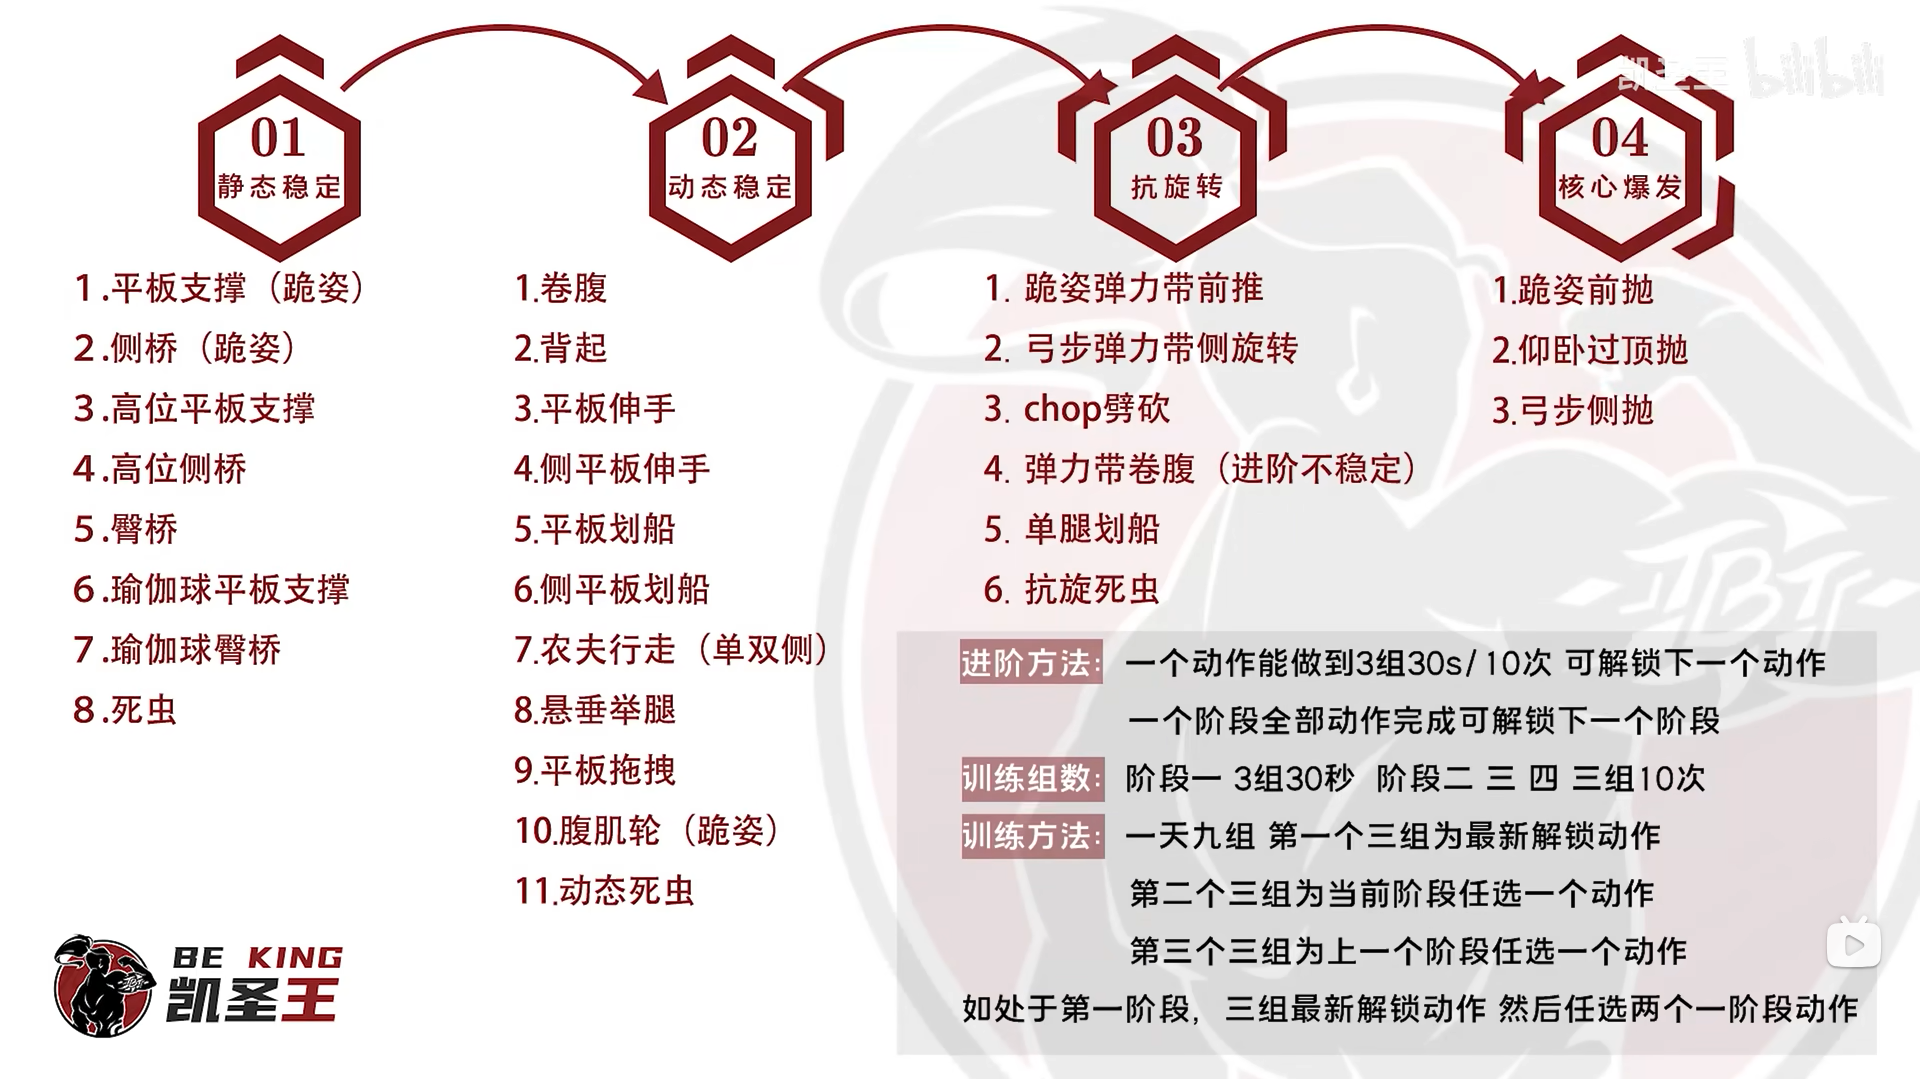 凯圣王 bilibili
01
静态稳定
1.平板支撑（跪姿）
2.侧桥（跪姿）
3.高位平板支撑
4.高位侧桥
5.臀桥
6.瑜伽球平板支撑
7.瑜伽球臀桥
8.死虫
02
动态稳定
1.卷腹
2.背起
3.平板伸手
4.侧平板伸手
5.平板划船
6.侧平板划船
7.农夫行走（单双侧）
8.悬垂举腿
9.平板拖拽
10.腹肌轮（跪姿）
11.动态死虫
03
抗旋转
1. 跪姿弹力带前推
2. 弓步弹力带侧旋转
3. chop劈砍
4. 弹力带卷腹（进阶不稳定）
5. 单腿划船
6. 抗旋死虫
04
核心爆发
1.跪姿前抛
2.仰卧过顶抛
3.弓步侧抛
进阶方法: 一个动作能做到3组30s/10次 可解锁下一个动作
一个阶段全部动作完成可解锁下一个阶段
训练组数: 阶段一 3组30秒 阶段二 三 四 三组10次
训练方法: 一天九组 第一个三组为最新解锁动作
第二个三组为当前阶段任选一个动作
第三个三组为上一个阶段任选一个动作
如处于第一阶段，三组最新解锁动作 然后任选两个一阶段动作
BE KING
凯圣王